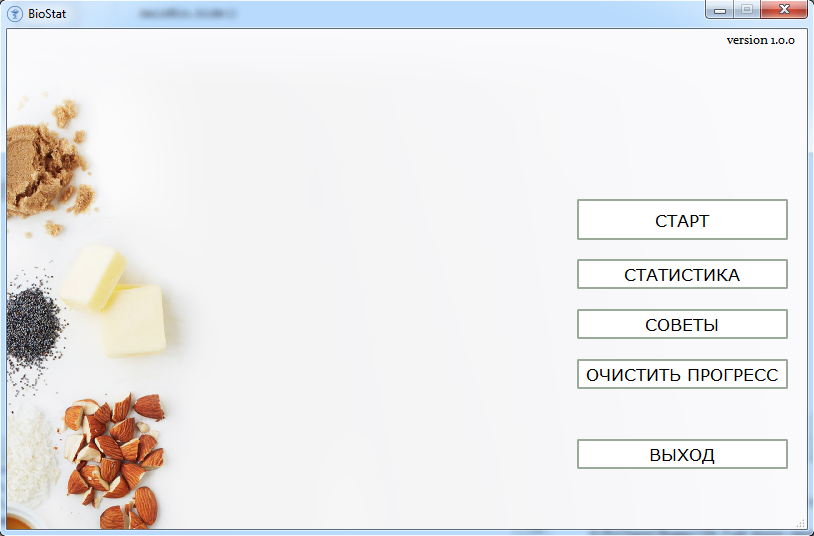 BioStat
version 1.0.0
СТАРТ
СТАТИСТИКА
СОВЕТЫ
ОЧИСТИТЬ ПРОГРЕСС
ВЫХОД